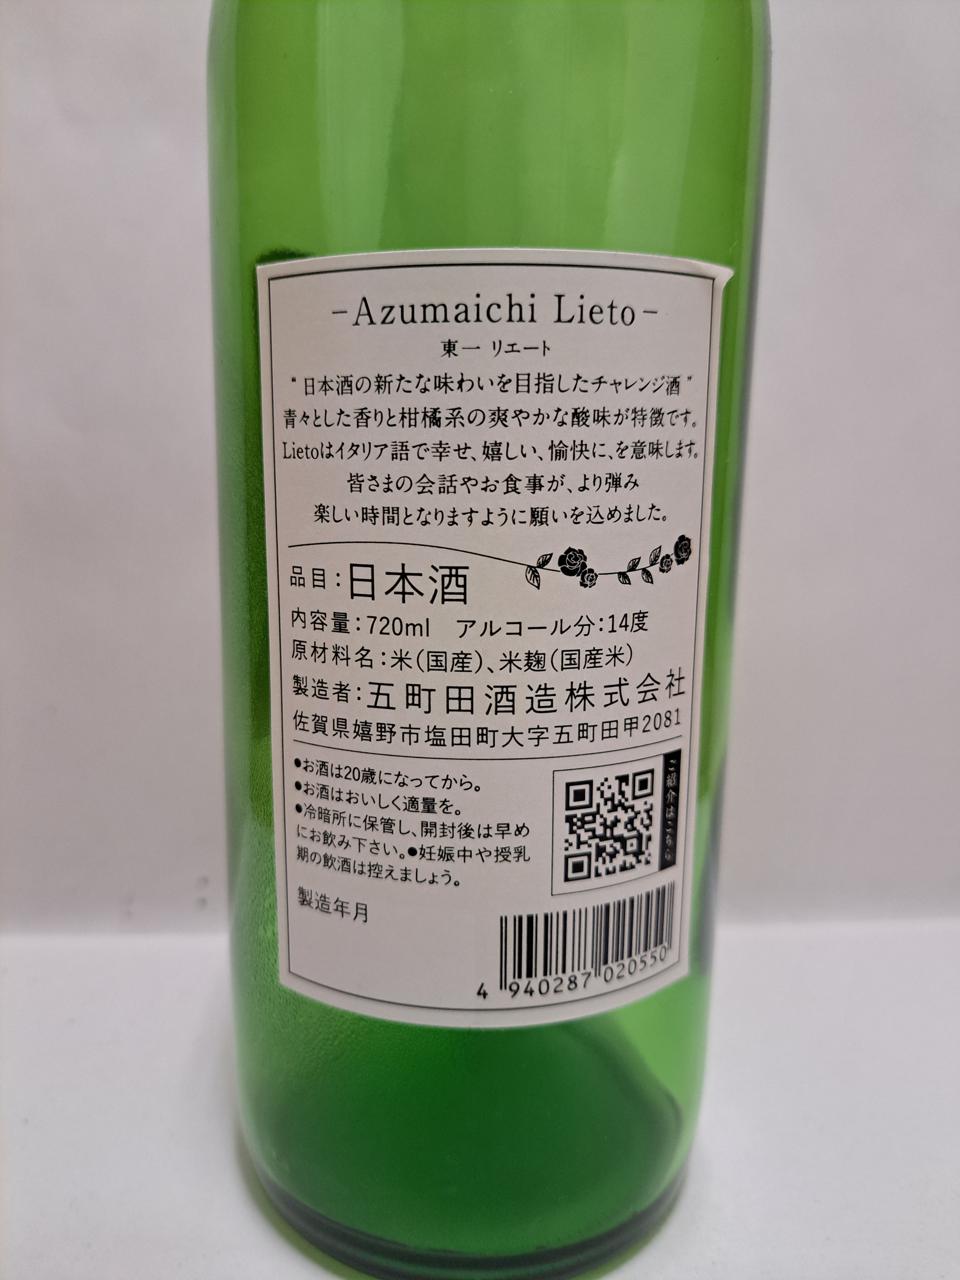 -Azumaichi Lieto-
東一 リエート
“日本酒の新たな味わいを目指したチャレンジ酒”
青々とした香りと柑橘系の爽やかな酸味が特徴です。
Lietoはイタリア語で幸せ、嬉しい、愉快に、を意味します。
皆さまの会話やお食事が、より弾み
楽しい時間となりますように願いを込めました。
品目:日本酒
内容量:720ml アルコール分:14度
原材料名:米(国産)、米麹(国産米)
製造者:五町田酒造株式会社
佐賀県嬉野市塩田町大字五町田甲2081
●お酒は20歳になってから。
●お酒はおいしく適量を。
●冷暗所に保管し、開封後は早め
にお飲み下さい。●妊娠中や授乳
期の飲酒は控えましょう。
ご紹介はこちら
製造年月
4 940287 020550